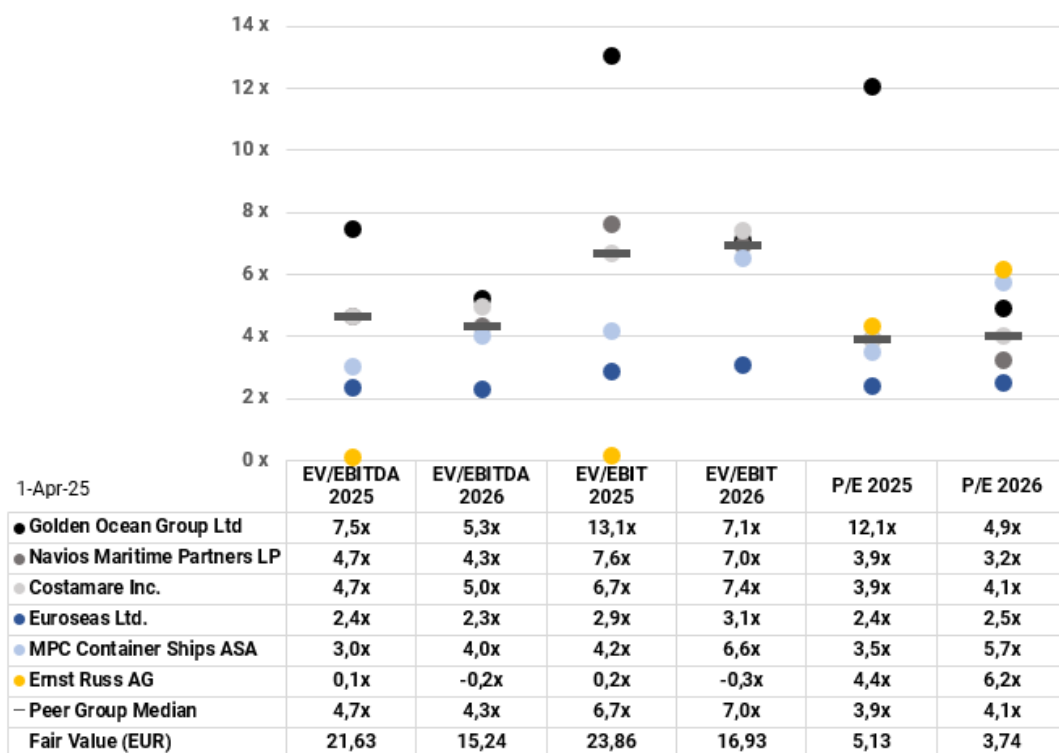 14 x
12 x
10 x
8 x
6 x
4 x
2 x
0 x
1-Apr-25 EV/EBITDA 2025 EV/EBITDA 2026 EV/EBIT 2025 EV/EBIT 2026 P/E 2025 P/E 2026
Golden Ocean Group Ltd 7,5x 5,3x 13,1x 7,1x 12,1x 4,9x
Navios Maritime Partners LP 4,7x 4,3x 7,6x 7,0x 3,9x 3,2x
Costamare Inc. 4,7x 5,0x 6,7x 7,4x 3,9x 4,1x
Euroseas Ltd. 2,4x 2,3x 2,9x 3,1x 2,4x 2,5x
MPC Container Ships ASA 3,0x 4,0x 4,2x 6,6x 3,5x 5,7x
Ernst Russ AG 0,1x -0,2x 0,2x -0,3x 4,4x 6,2x
Peer Group Median 4,7x 4,3x 6,7x 7,0x 3,9x 4,1x
Fair Value (EUR) 21,63 15,24 23,86 16,93 5,13 3,74